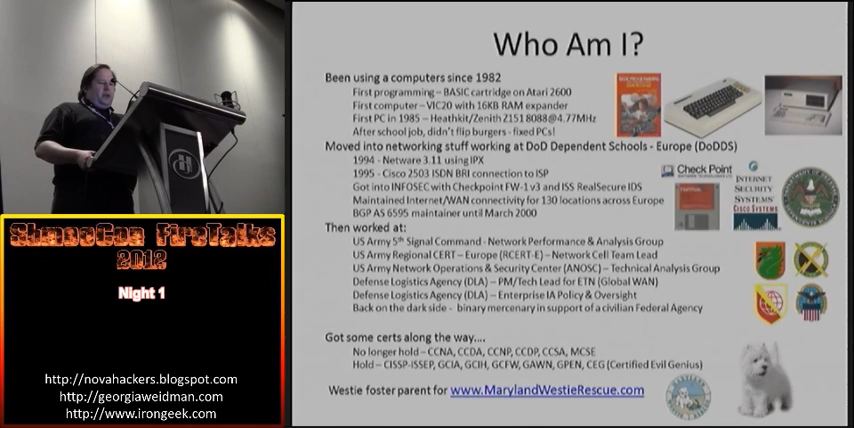 Who Am I?
Been using a computers since 1982
First programming – BASIC cartridge on Atari 2600
First computer – VIC20 with 16KB RAM expander
First PC in 1985 – Heathkit/Zenith Z151 8088@4.77MHz
After school job, didn't flip burgers - fixed PCs!
Moved into networking stuff working at DoD Dependent Schools - Europe (DoDDS)
1994 - Netware 3.11 using IPX
1995 - Cisco 2503 ISDN BRI connection to ISP
Got into INFOSEC with Checkpoint FW-1 v3 and ISS RealSecure IDS
Maintained Internet/WAN connectivity for 130 locations across Europe
BGP AS 6595 maintainer until March 2000
Check Point
INTERNET
SECURITY
SYSTEMS
CISCO SYSTEMS
Then worked at:
US Army 5th Signal Command - Network Performance & Analysis Group
US Army Regional CERT – Europe (RCERT-E) – Network Cell Team Lead
US Army Network Operations & Security Center (ANOSC) – Technical Analysis Group
Defense Logistics Agency (DLA) – PM/Tech Lead for ETN (Global WAN)
Defense Logistics Agency (DLA) – Enterprise IA Policy & Oversight
Back on the dark side - binary mercenary in support of a civilian Federal Agency
Got some certs along the way....
No longer hold – CCNA, CCDA, CCNP, CCDP, CCSA, MCSE
Hold – CISSP-ISSEP, GCIA, GCIH, GCFW, GAWN, GPEN, CEG (Certified Evil Genius)
Westie foster parent for www.MarylandWestieRescue.com
ShmooCon FireTalks
2012
Night 1
http://novahackers.blogspot.com
http://georgiaweidman.com
http://www.irongeek.com